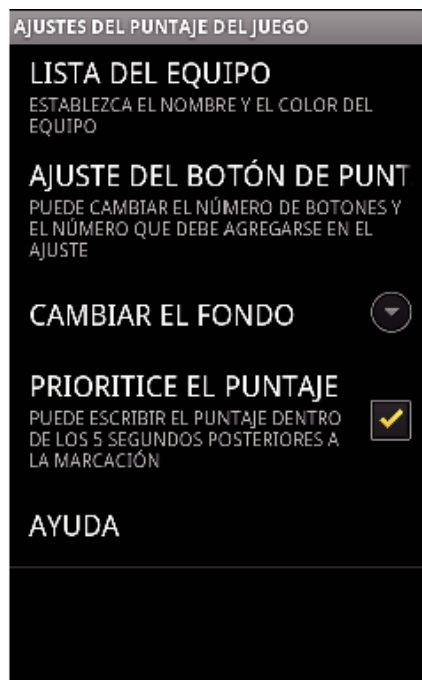 AJUSTES DEL PUNTAJE DEL JUEGO
LISTA DEL EQUIPO
ESTABLEZCA EL NOMBRE Y EL COLOR DEL
EQUIPO
AJUSTE DEL BOTÓN DE PUNT
PUEDE CAMBIAR EL NÚMERO DE BOTONES Y
EL NÚMERO QUE DEBE AGREGARSE EN EL
AJUSTE
CAMBIAR EL FONDO
PRIORITICE EL PUNTAJE
PUEDE ESCRIBIR EL PUNTAJE DENTRO
DE LOS 5 SEGUNDOS POSTERIORES A
LA MARCACIÓN
AYUDA